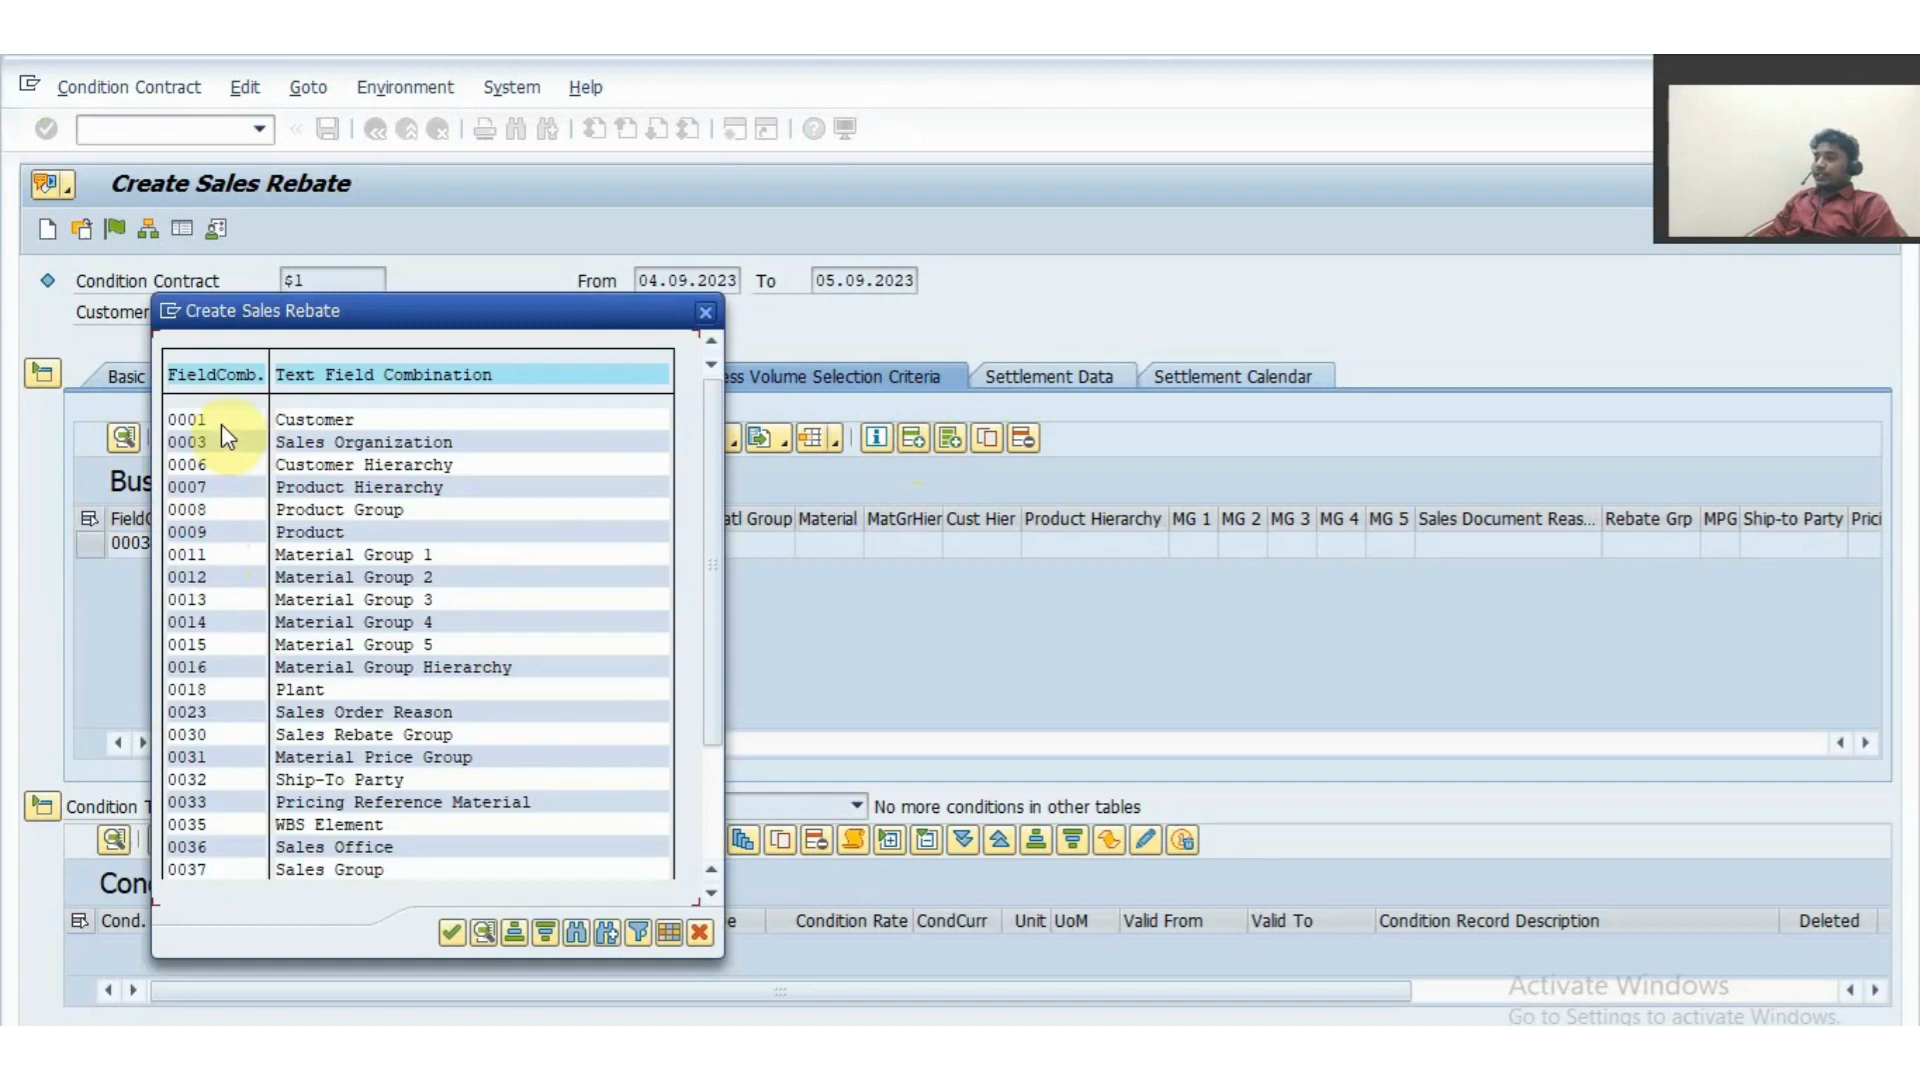 Condition Contract Edit Goto Environment System Help
Create Sales Rebate
Condition Contract $1 From 04.09.2023 To 05.09.2023
Customer
Create Sales Rebate
Basic ess Volume Selection Criteria Settlement Data Settlement Calendar
FieldComb. Text Field Combination
0001 Customer
0003 Sales Organization
0006 Customer Hierarchy
0007 Product Hierarchy
0008 Product Group
0009 Product
0011 Material Group 1
0012 Material Group 2
0013 Material Group 3
0014 Material Group 4
0015 Material Group 5
0016 Material Group Hierarchy
0018 Plant
0023 Sales Order Reason
0030 Sales Rebate Group
0031 Material Price Group
0032 Ship-To Party
0033 Pricing Reference Material
0035 WBS Element
0036 Sales Office
0037 Sales Group
Bus
FieldC atl Group Material MatGrHier Cust Hier Product Hierarchy MG 1 MG 2 MG 3 MG 4 MG 5 Sales Document Reas... Rebate Grp MPG Ship-to Party Prici
0003
Condition T No more conditions in other tables
Con
Cond. e Condition Rate CondCurr Unit UoM Valid From Valid To Condition Record Description Deleted
Activate Windows
Go to Settings to activate Windows.